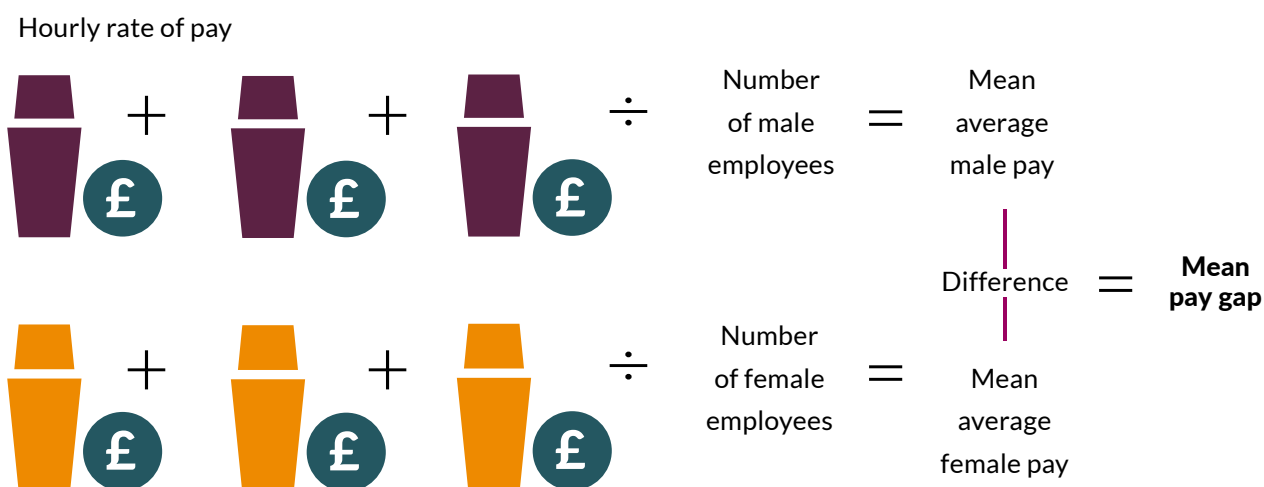 Hourly rate of pay
+ + ÷
£ £ £
Number
of male
employees
=
Mean
average
male pay
Difference
=
Mean
pay gap
+ + ÷
£ £ £
Number
of female
employees
=
Mean
average
female pay